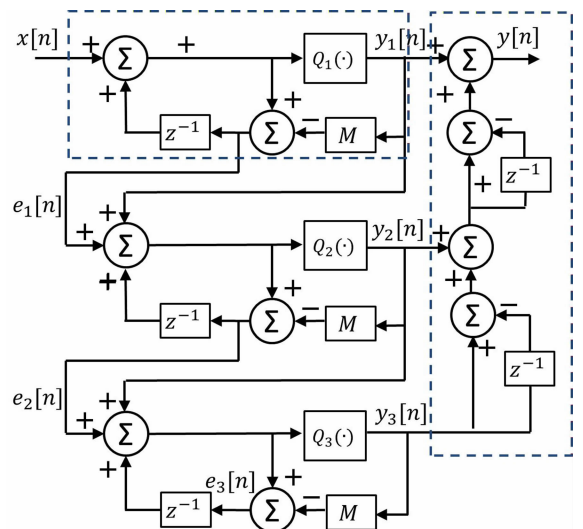 x[n] + Σ + Q₁(·) y₁[n] + Σ y[n]
+ + +
z⁻¹ Σ − M Σ −
+ z⁻¹
e₁[n] +
+ Σ Q₂(·) y₂[n] + Σ
+ + +
z⁻¹ Σ − M Σ −
+
e₂[n] + z⁻¹
+ Σ Q₃(·) y₃[n]
+ e₃[n] +
z⁻¹ Σ − M